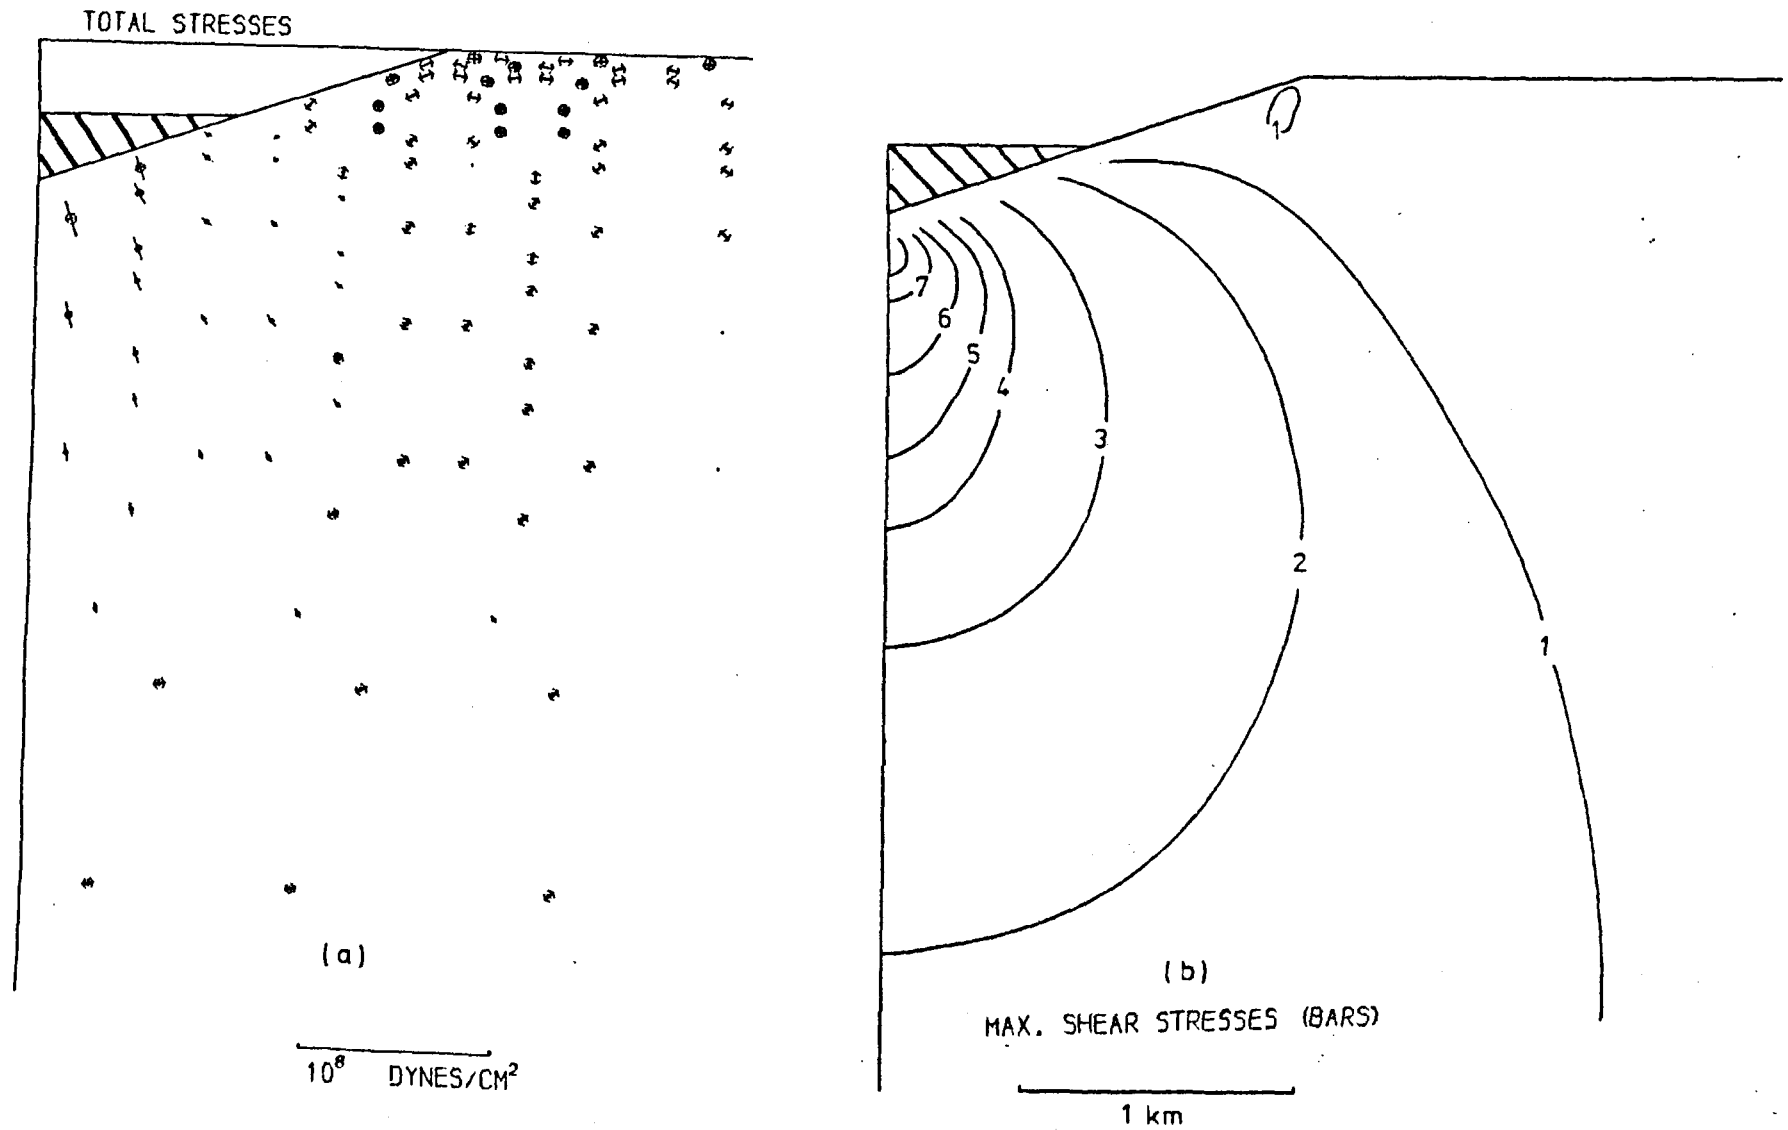 TOTAL STRESSES
1
7
6
5
4
3
2
1
(a)
(b)
MAX. SHEAR STRESSES (BARS)
10⁸ DYNES/CM²
1 km